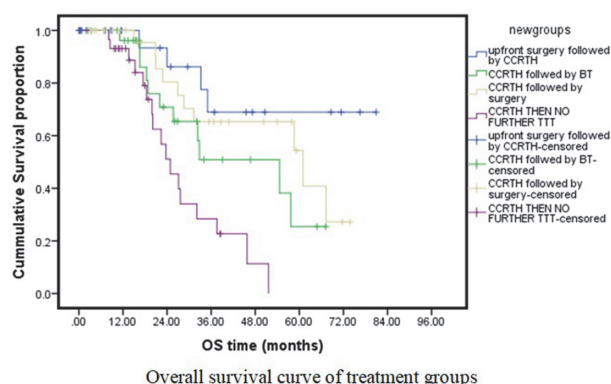 newgroups
upfront surgery followed
by CCRTH
CCRTH follwed by BT
CCRTH followed by
surgery
CCRTH THEN NO
FURTHER TTT
upfront surgery followed
by CCRTH-censored
CCRTH follwed by BT-
censored
CCRTH followed by
surgery-censored
CCRTH THEN NO
FURTHER TTT-censored
Cummulative Survival proportion
1.0
0.8
0.6
0.4
0.2
0.0
.00 12.00 24.00 36.00 48.00 60.00 72.00 84.00 96.00
OS time (months)
Overall survival curve of treatment groups